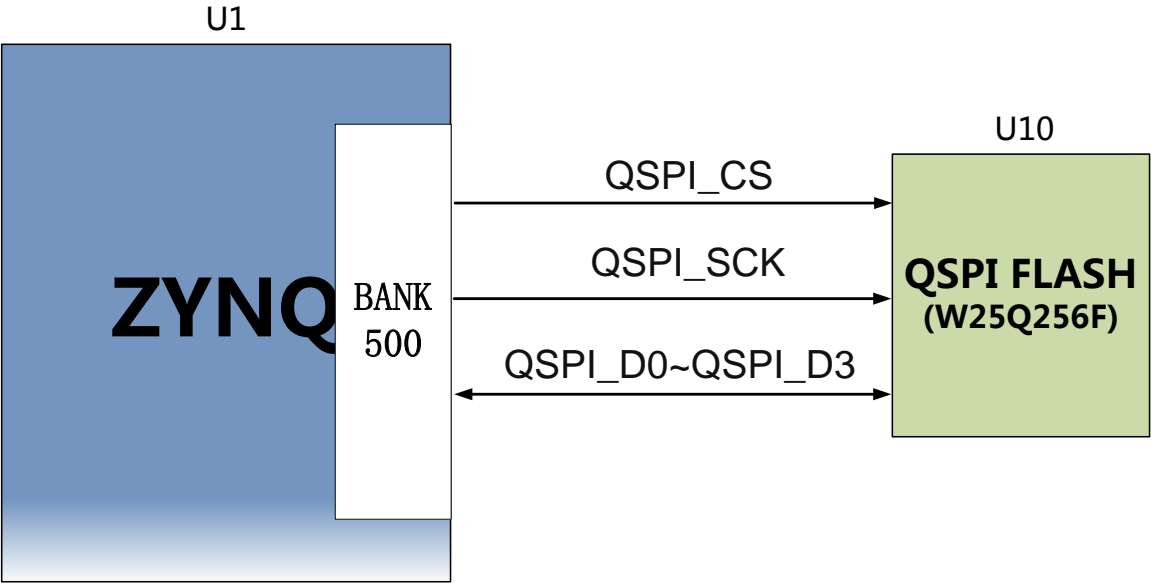 U1
U10
QSPI_CS
QSPI_SCK
ZYNQ
BANK
500
QSPI FLASH
(W25Q256F)
QSPI_D0~QSPI_D3